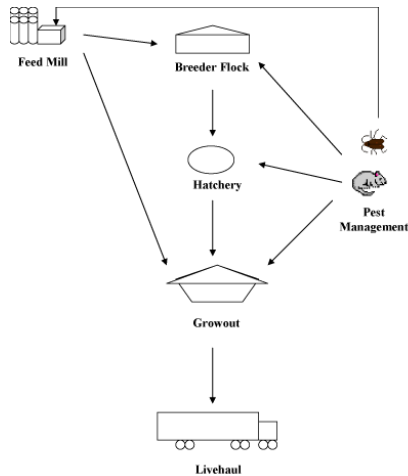 Feed Mill
Breeder Flock
Hatchery
Pest
Management
Growout
Livehaul